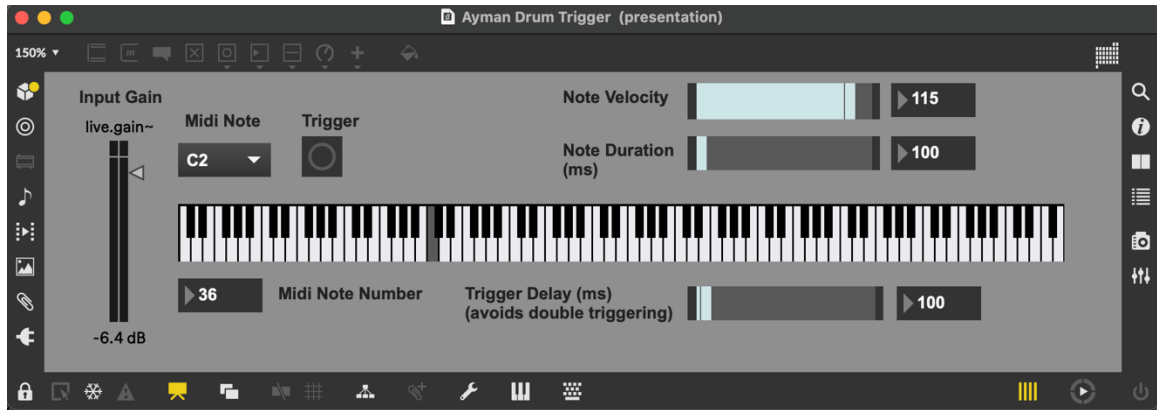 Ayman Drum Trigger (presentation)
150%
Input Gain
live.gain~
-6.4 dB
Midi Note
C2
Trigger
Note Velocity
115
Note Duration
(ms)
100
36
Midi Note Number
Trigger Delay (ms)
(avoids double triggering)
100